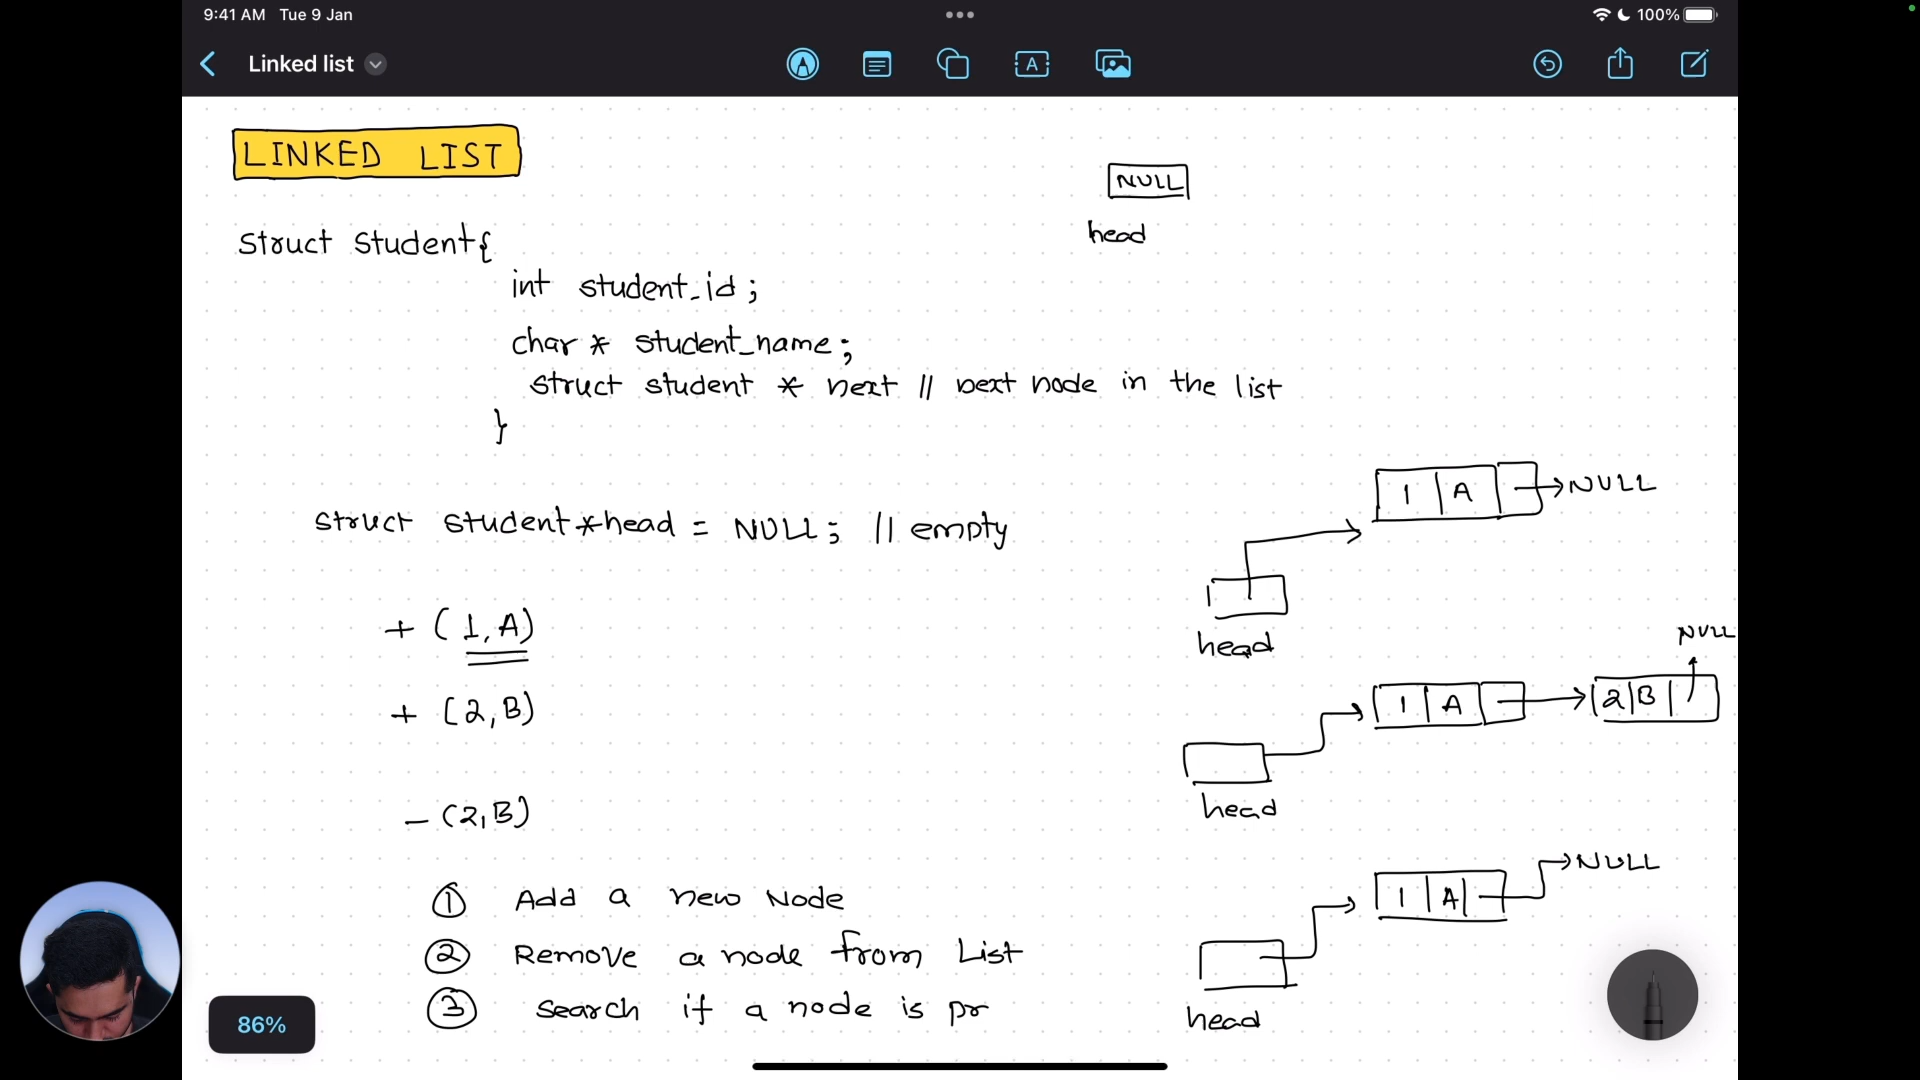 9:41 AM Tue 9 Jan
100%
Linked list
A
LINKED LIST
NULL
head
struct student{
int student_id;
char * student_name;
struct student * next // next node in the list
}
struct student*head = NULL; // empty
1 A NULL
head
+ (1,A)
NULL
+ (2,B)
1 A 2 B
head
- (2,B)
NULL
1 A
① Add a new Node
② Remove a node from List
③ search if a node is pr
head
86%